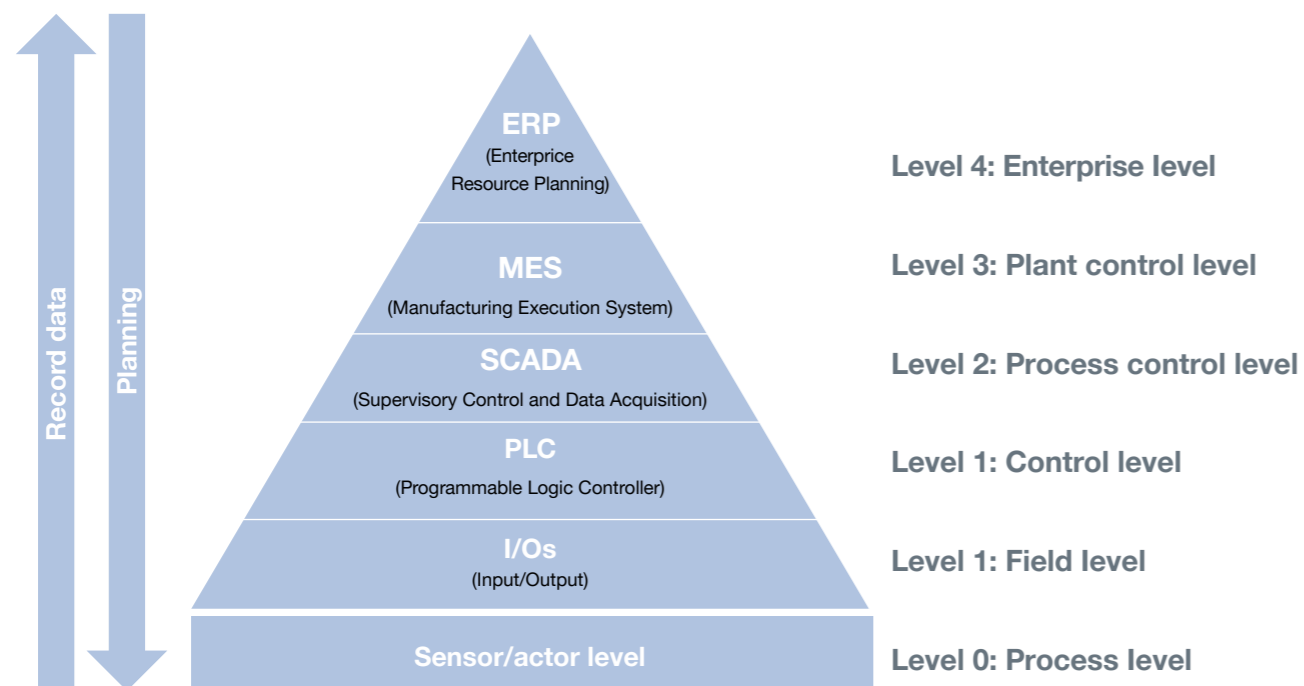 Record data
Planning
ERP
(Enterprice
Resource Planning)
Level 4: Enterprise level
MES
(Manufacturing Execution System)
Level 3: Plant control level
SCADA
(Supervisory Control and Data Acquisition)
Level 2: Process control level
PLC
(Programmable Logic Controller)
Level 1: Control level
I/Os
(Input/Output)
Level 1: Field level
Sensor/actor level
Level 0: Process level